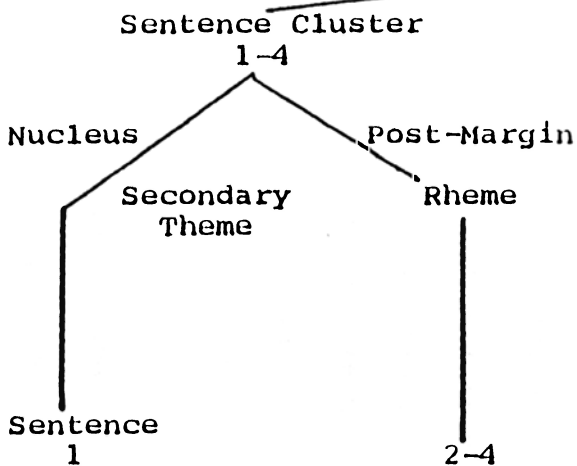 Sentence Cluster
1-4
Nucleus
Post-Margin
Secondary
Theme
Rheme
Sentence
1
2-4